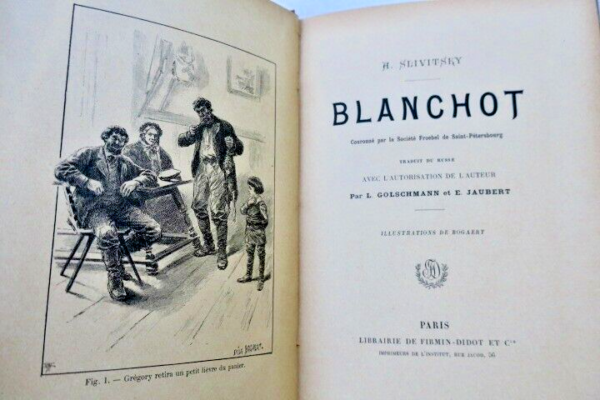 Fig. 1. — Grégory retira un petit lièvre du panier.
A. SLIVITSKY
BLANCHOT
Couronné par la Société Frœbel de Saint-Pétersbourg
TRADUIT DU RUSSE
AVEC L'AUTORISATION DE L'AUTEUR
Par L. GOLSCHMANN et E. JAUBERT
ILLUSTRATIONS DE BOGAERT
PARIS
LIBRAIRIE DE FIRMIN-DIDOT ET Cie
IMPRIMEURS DE L'INSTITUT, RUE JACOB, 56